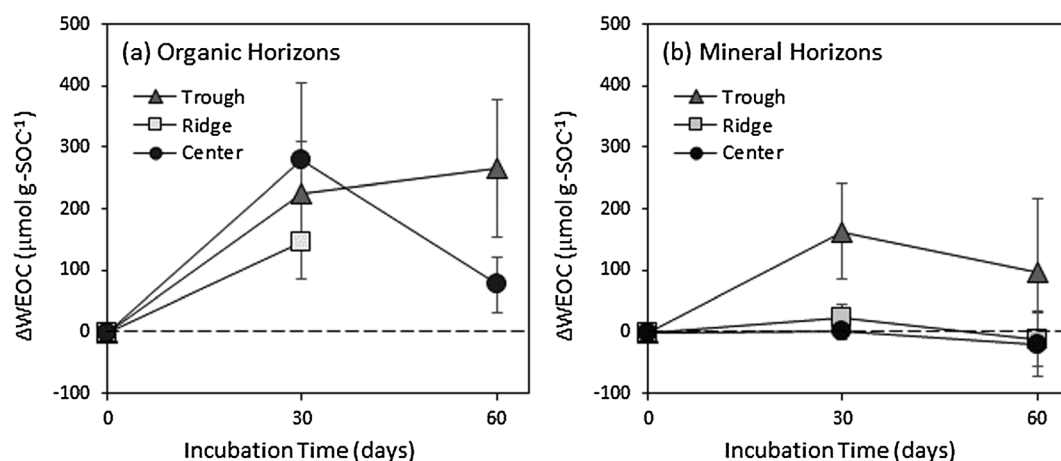 (a) Organic Horizons
Trough
Ridge
Center
500
400
300
200
100
0
-100
ΔWEOC (μmol g-SOC⁻¹)
0
30
60
Incubation Time (days)
(b) Mineral Horizons
Trough
Ridge
Center
500
400
300
200
100
0
-100
ΔWEOC (μmol g-SOC⁻¹)
0
30
60
Incubation Time (days)